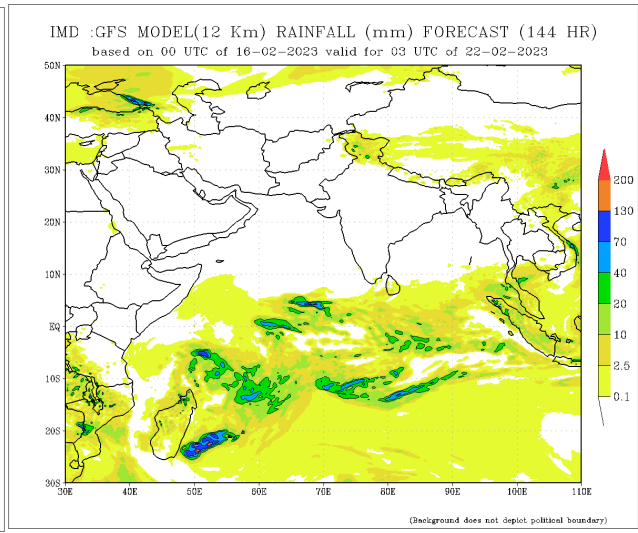 IMD :GFS MODEL(12 Km) RAINFALL (mm) FORECAST (144 HR)
based on 00 UTC of 16-02-2023 valid for 03 UTC of 22-02-2023
50N
40N
30N
20N
10N
EQ
10S
20S
30S
30E 40E 50E 60E 70E 80E 90E 100E 110E
200
130
70
40
20
10
2.5
0.1
(Background does not depict political boundary)